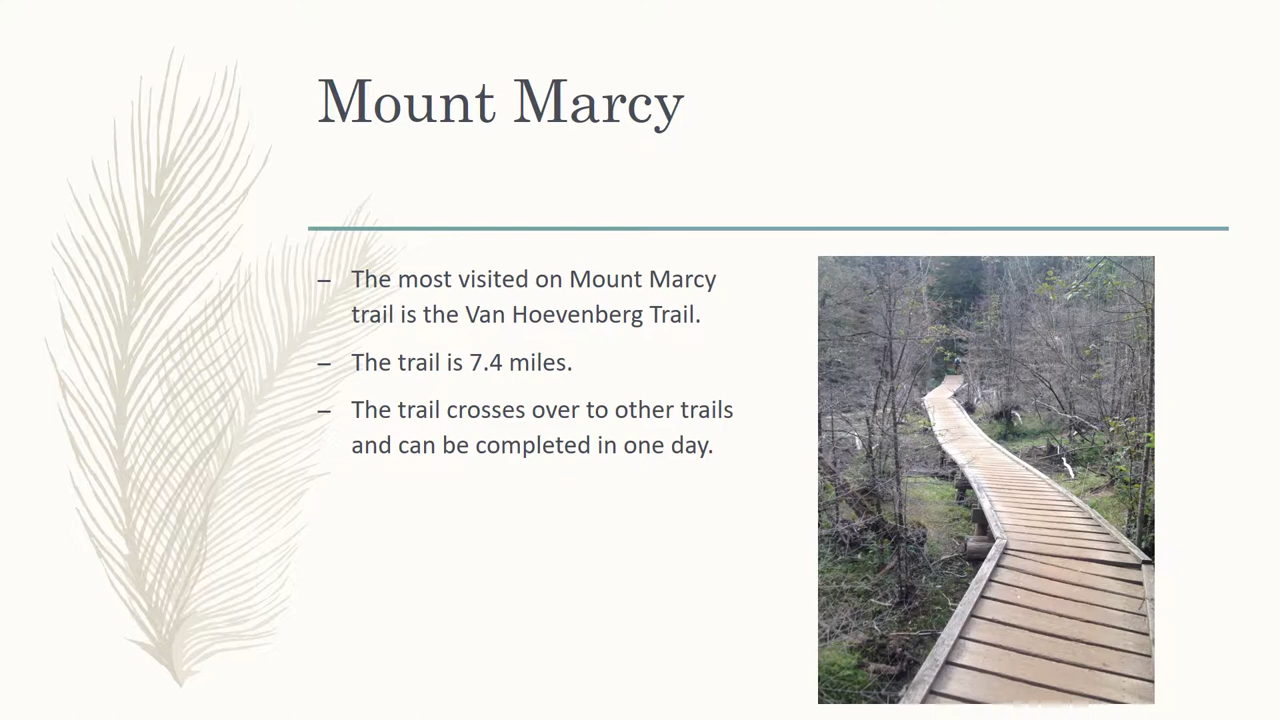 Mount Marcy
– The most visited on Mount Marcy
trail is the Van Hoevenberg Trail.
– The trail is 7.4 miles.
– The trail crosses over to other trails
and can be completed in one day.